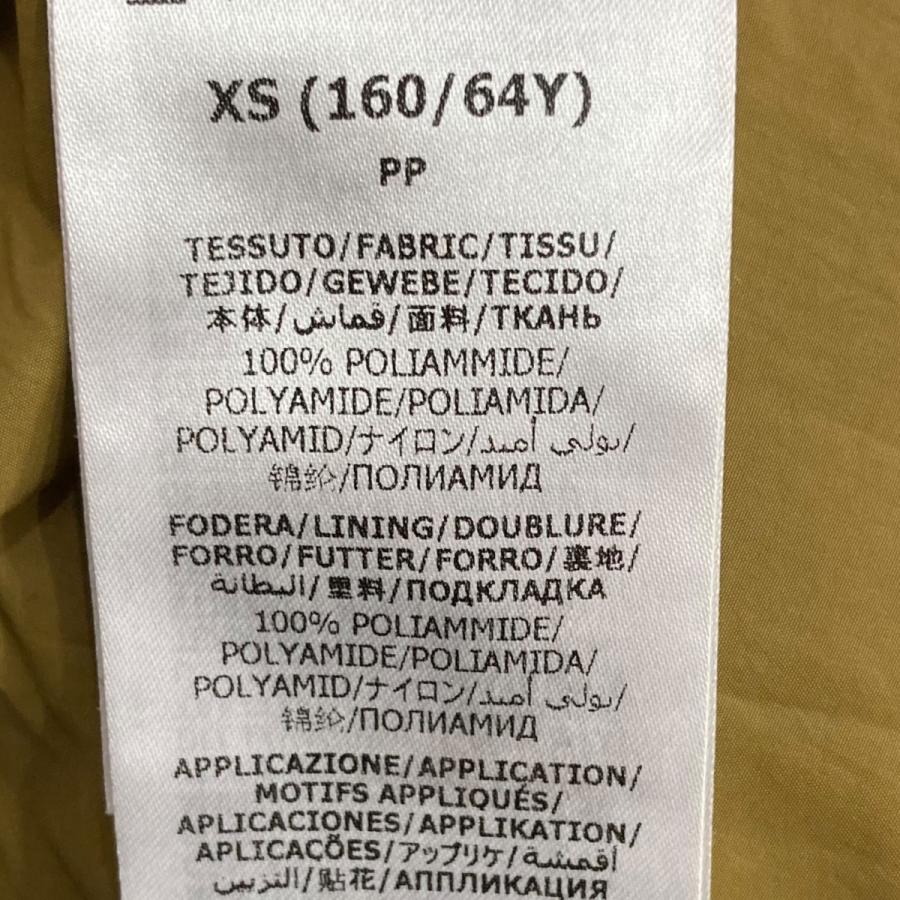 XS (160/64Y)
PP
TESSUTO/FABRIC/TISSU/
TEJIDO/GEWEBE/TECIDO/
本体/قماش/面料/ТКАНЬ
100% POLIAMMIDE/
POLYAMIDE/POLIAMIDA/
POLYAMID/ナイロン/بولي أميد/
锦纶/ПОЛИАМИД
FODERA/LINING/DOUBLURE/
FORRO/FUTTER/FORRO/裏地/
البطانة/里料/ПОДКЛАДКА
100% POLIAMMIDE/
POLYAMIDE/POLIAMIDA/
POLYAMID/ナイロン/بولي أميد/
锦纶/ПОЛИАМИД
APPLICAZIONE/APPLICATION/
MOTIFS APPLIQUÉS/
APLICACIONES/APPLIKATION/
APLICAÇÕES/アップリケ/أقمشة
التزيين/贴花/АППЛИКАЦИЯ